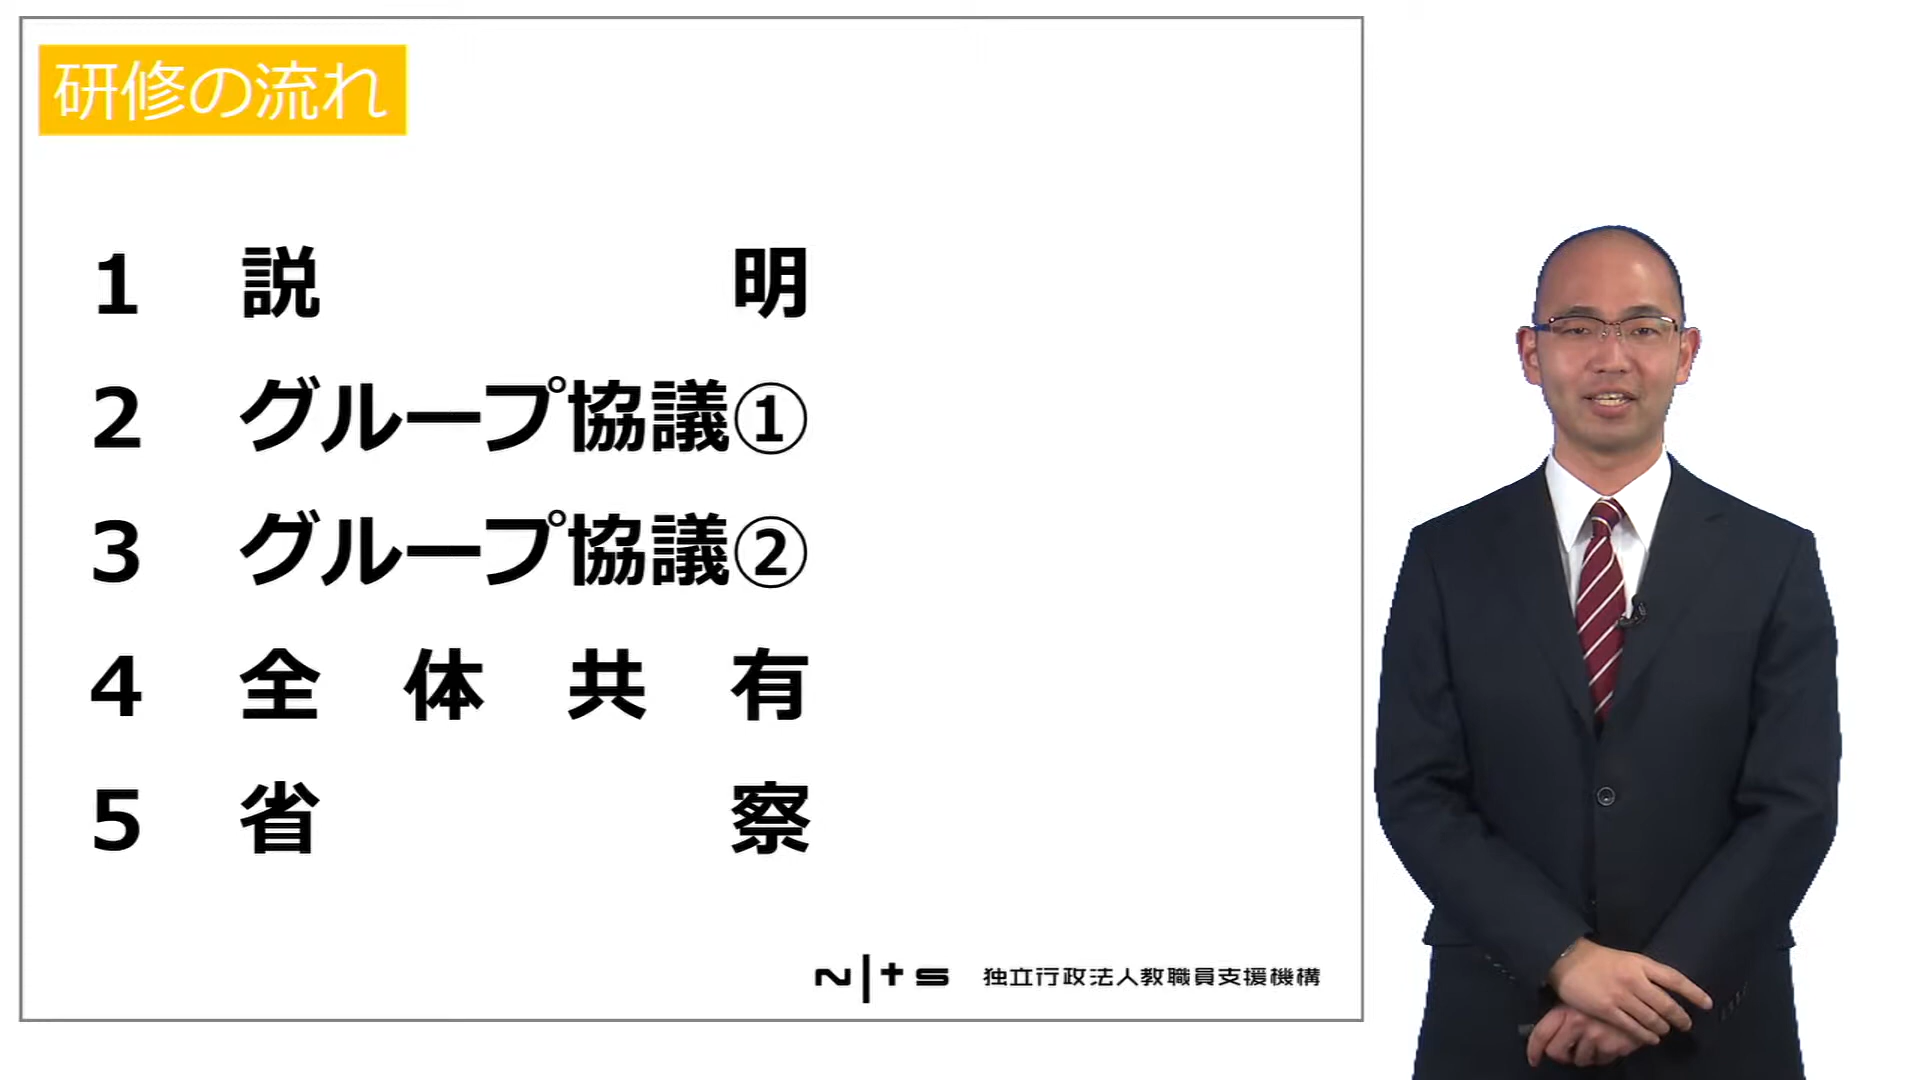 研修の流れ
1 説明
2 グループ協議①
3 グループ協議②
4 全体共有
5 省察
N|tS 独立行政法人教職員支援機構